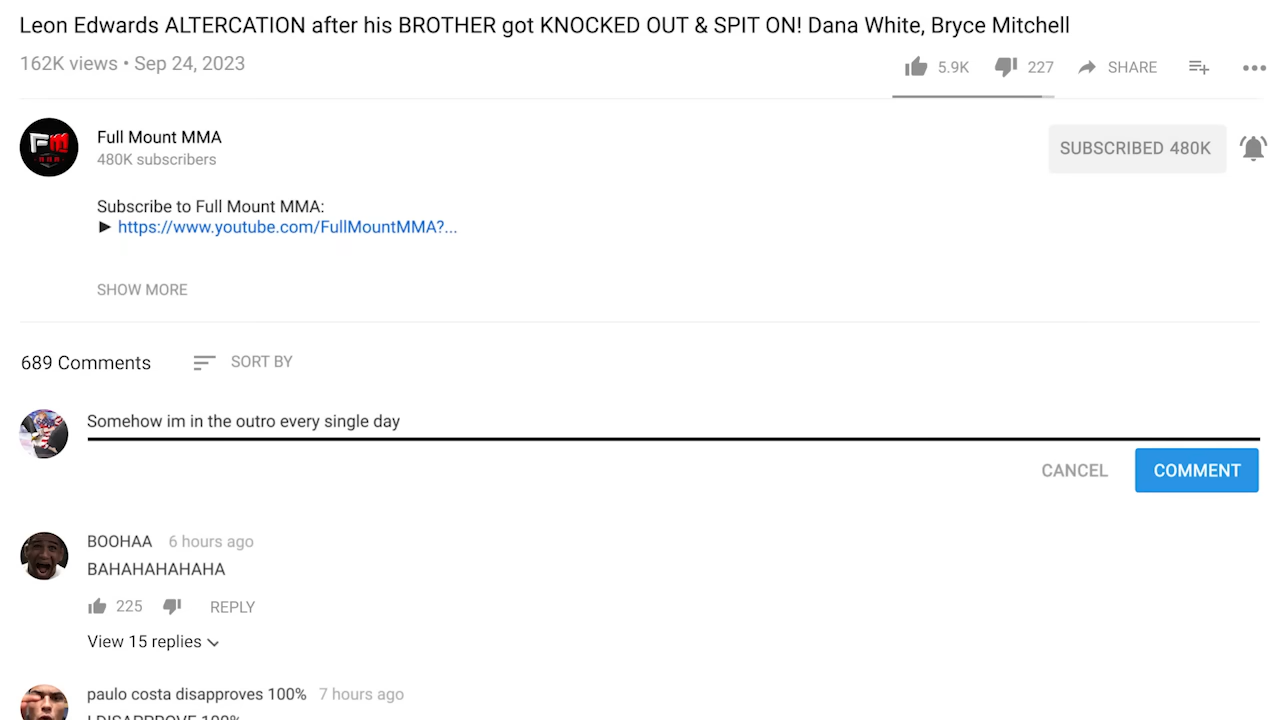 Leon Edwards ALTERCATION after his BROTHER got KNOCKED OUT & SPIT ON! Dana White, Bryce Mitchell
162K views • Sep 24, 2023
5.9K 227 SHARE
FM
Full Mount MMA
480K subscribers
SUBSCRIBED 480K
Subscribe to Full Mount MMA:
► https://www.youtube.com/FullMountMMA?...
SHOW MORE
689 Comments SORT BY
Somehow im in the outro every single day
CANCEL COMMENT
BOOHAA 6 hours ago
BAHAHAHAHAHA
225 REPLY
View 15 replies
paulo costa disapproves 100% 7 hours ago
I DISAPPROVE 100%